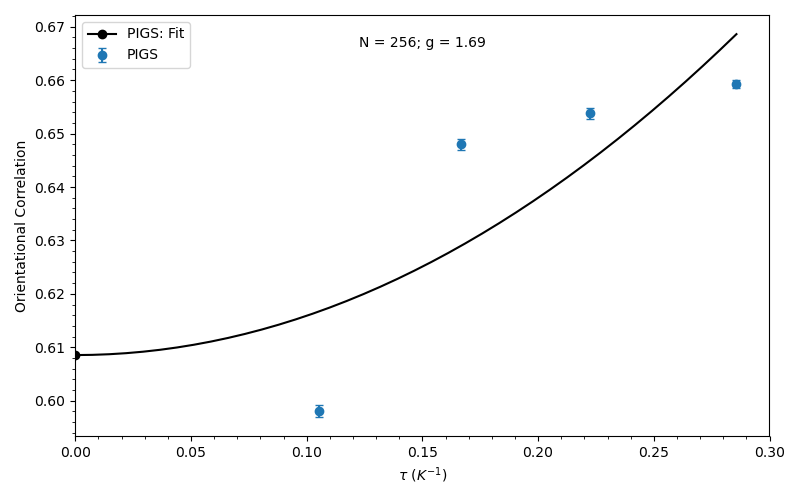 PIGS: Fit
PIGS
N = 256; g = 1.69
Orientational Correlation
0.67
0.66
0.65
0.64
0.63
0.62
0.61
0.60
0.00 0.05 0.10 0.15 0.20 0.25 0.30
τ (K⁻¹)